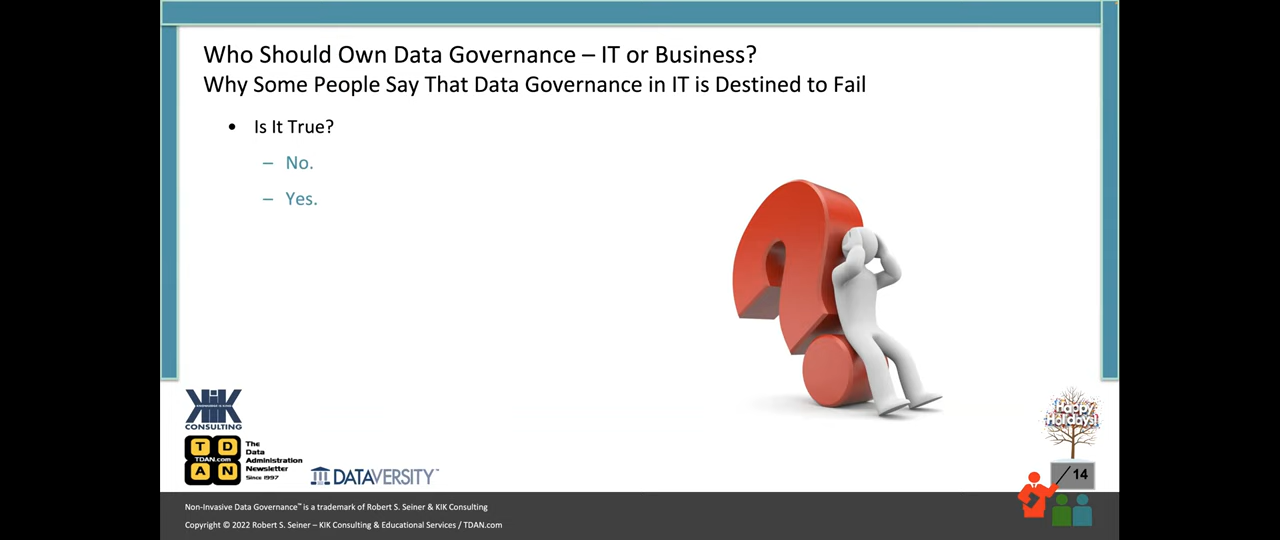 Who Should Own Data Governance – IT or Business?
Why Some People Say That Data Governance in IT is Destined to Fail
• Is It True?
– No.
– Yes.
KIK
CONSULTING
T D
TDAN.com
A N
The
Data
Administration
Newsletter
Since 1997
DATAVERSITY™
Happy
Holidays!
/ 14
Non-Invasive Data Governance™ is a trademark of Robert S. Seiner & KIK Consulting
Copyright © 2022 Robert S. Seiner – KIK Consulting & Educational Services / TDAN.com